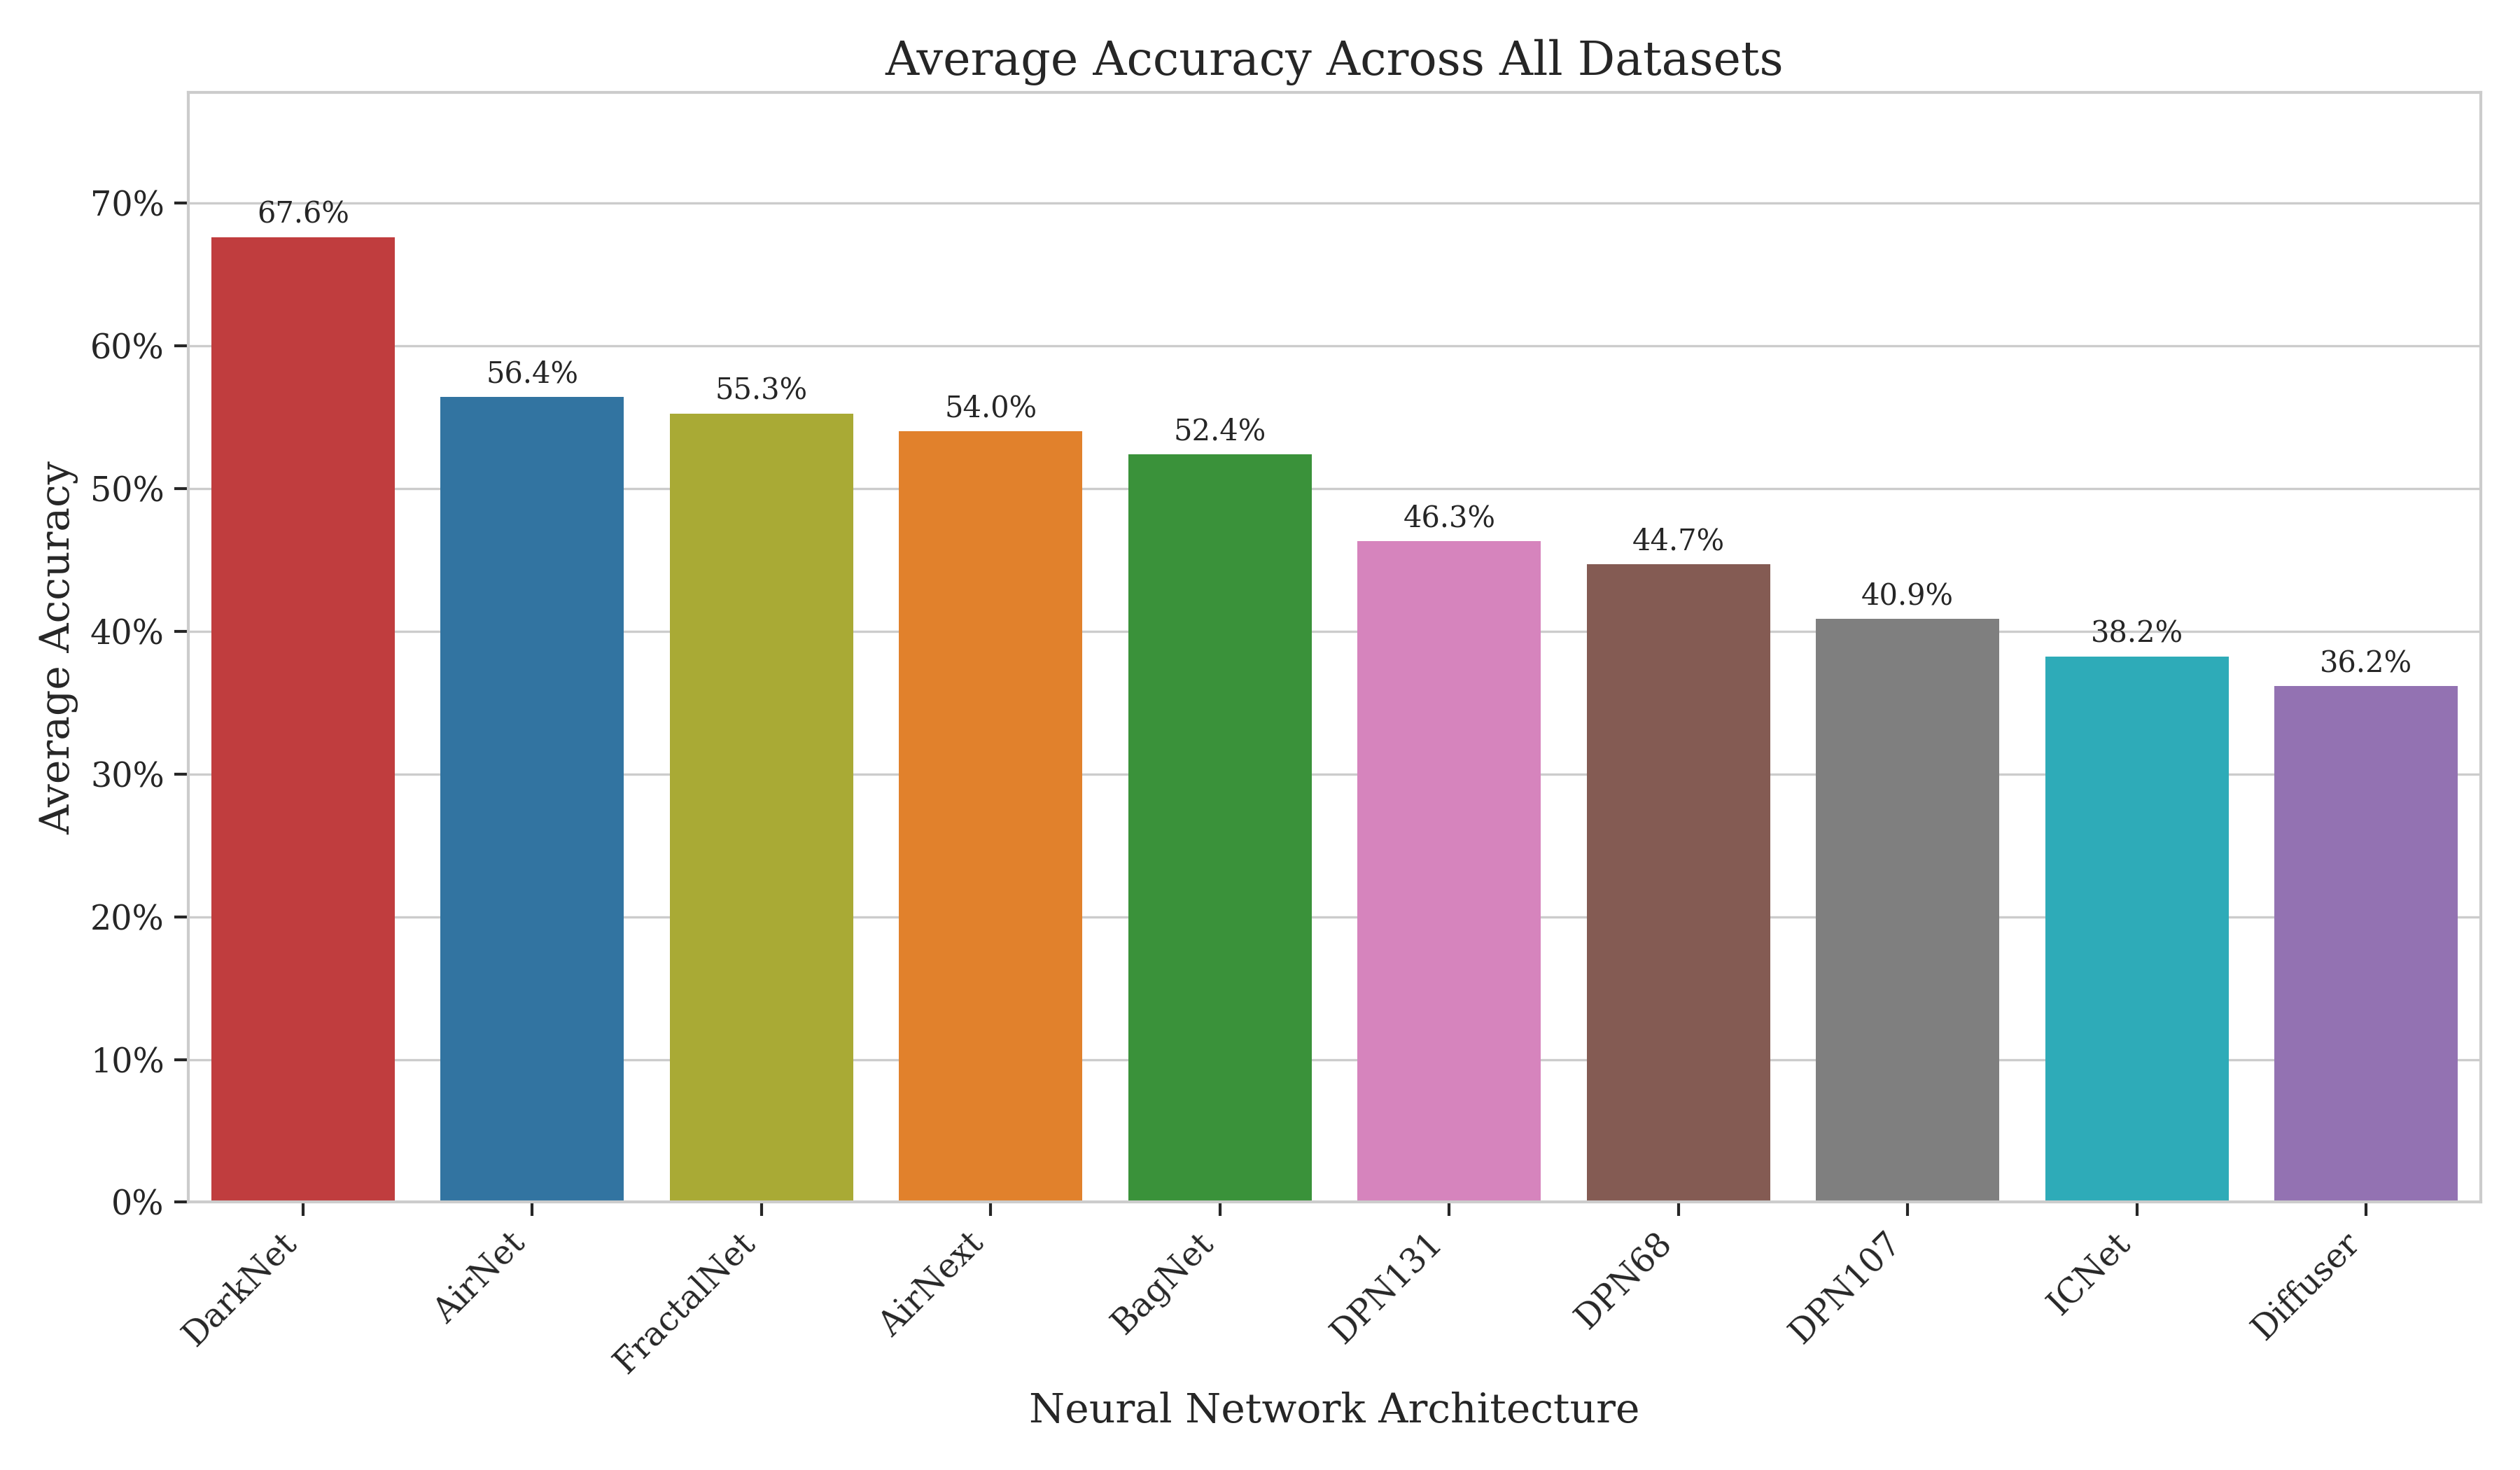 Average Accuracy Across All Datasets
Average Accuracy
70%
60%
50%
40%
30%
20%
10%
0%
67.6%
56.4%
55.3%
54.0%
52.4%
46.3%
44.7%
40.9%
38.2%
36.2%
DarkNet
AirNet
FractalNet
AirNext
BagNet
DPN131
DPN68
DPN107
ICNet
Diffuser
Neural Network Architecture